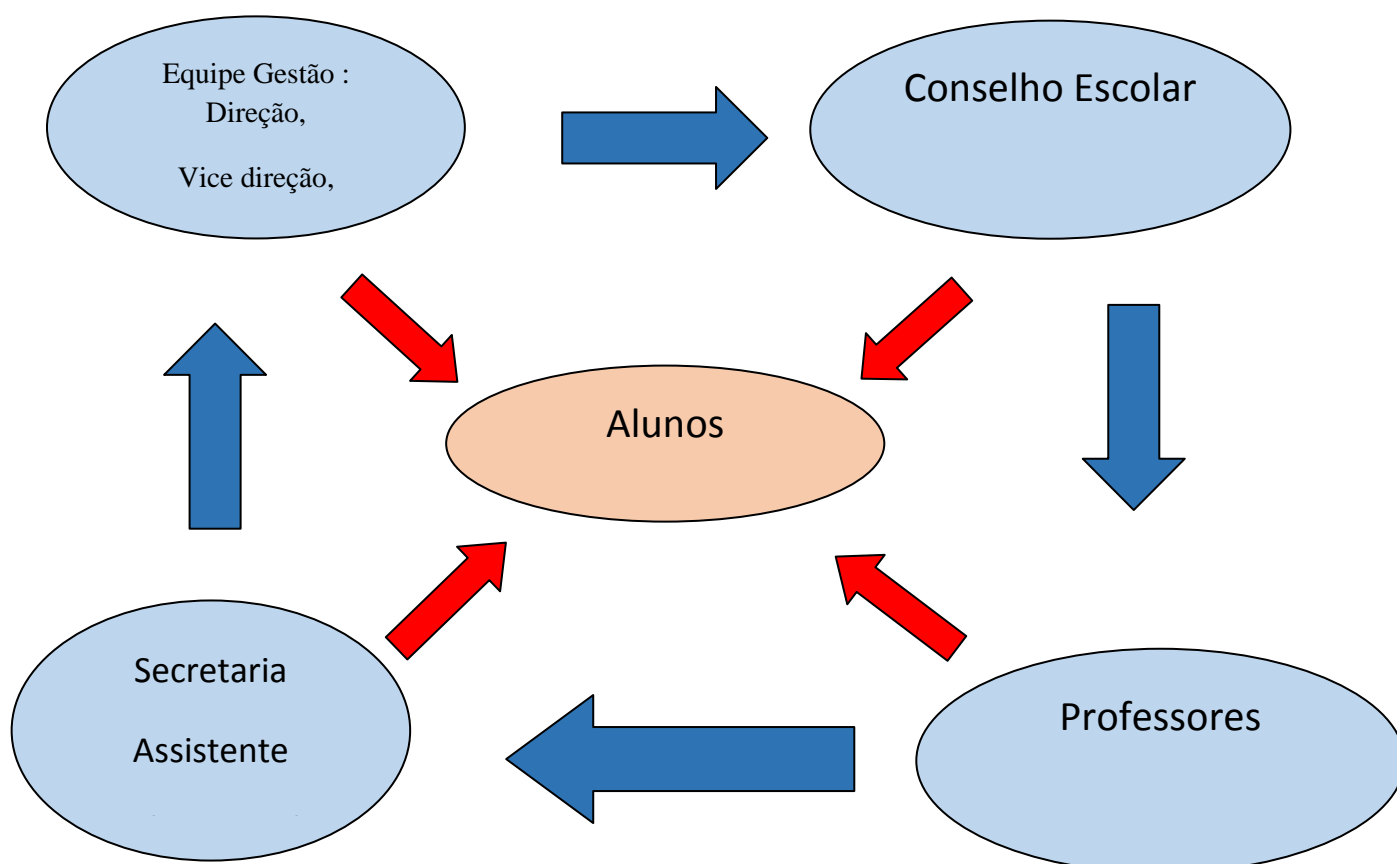 Equipe Gestão :
Direção,
Vice direção,
Conselho Escolar
Alunos
Secretaria
Assistente
Professores